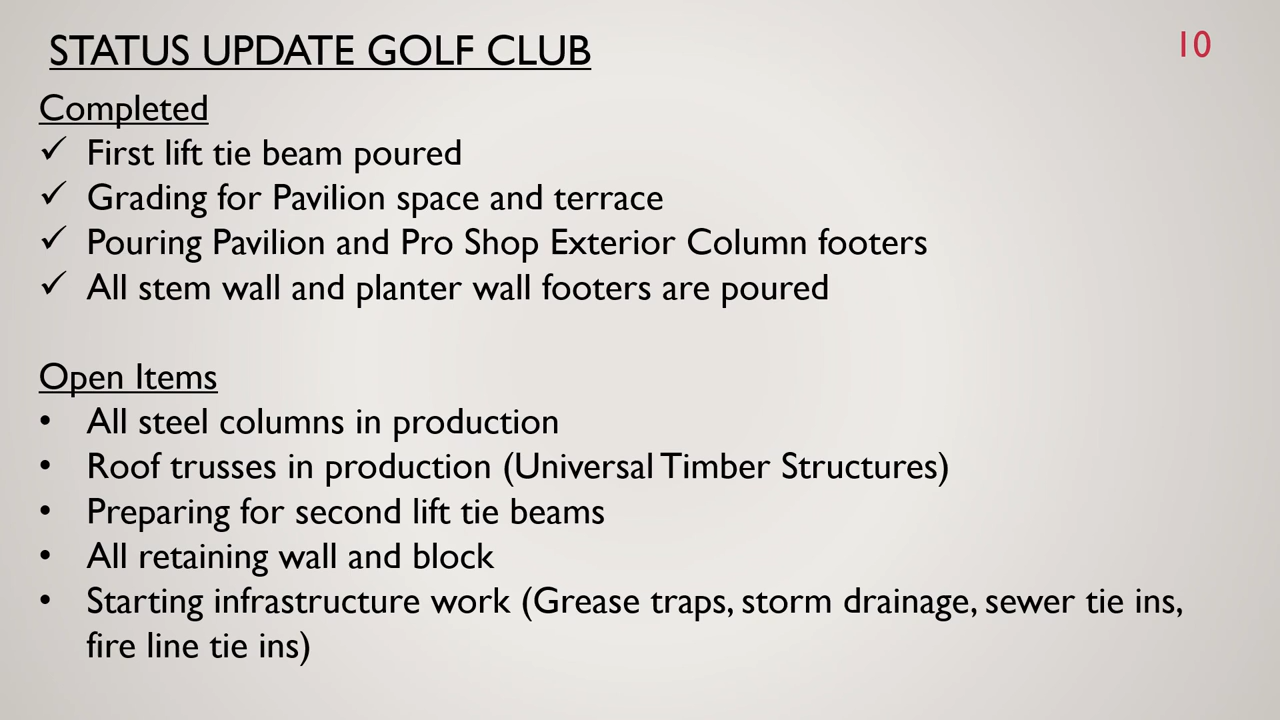 STATUS UPDATE GOLF CLUB
10
Completed
✓ First lift tie beam poured
✓ Grading for Pavilion space and terrace
✓ Pouring Pavilion and Pro Shop Exterior Column footers
✓ All stem wall and planter wall footers are poured
Open Items
• All steel columns in production
• Roof trusses in production (Universal Timber Structures)
• Preparing for second lift tie beams
• All retaining wall and block
• Starting infrastructure work (Grease traps, storm drainage, sewer tie ins,
fire line tie ins)